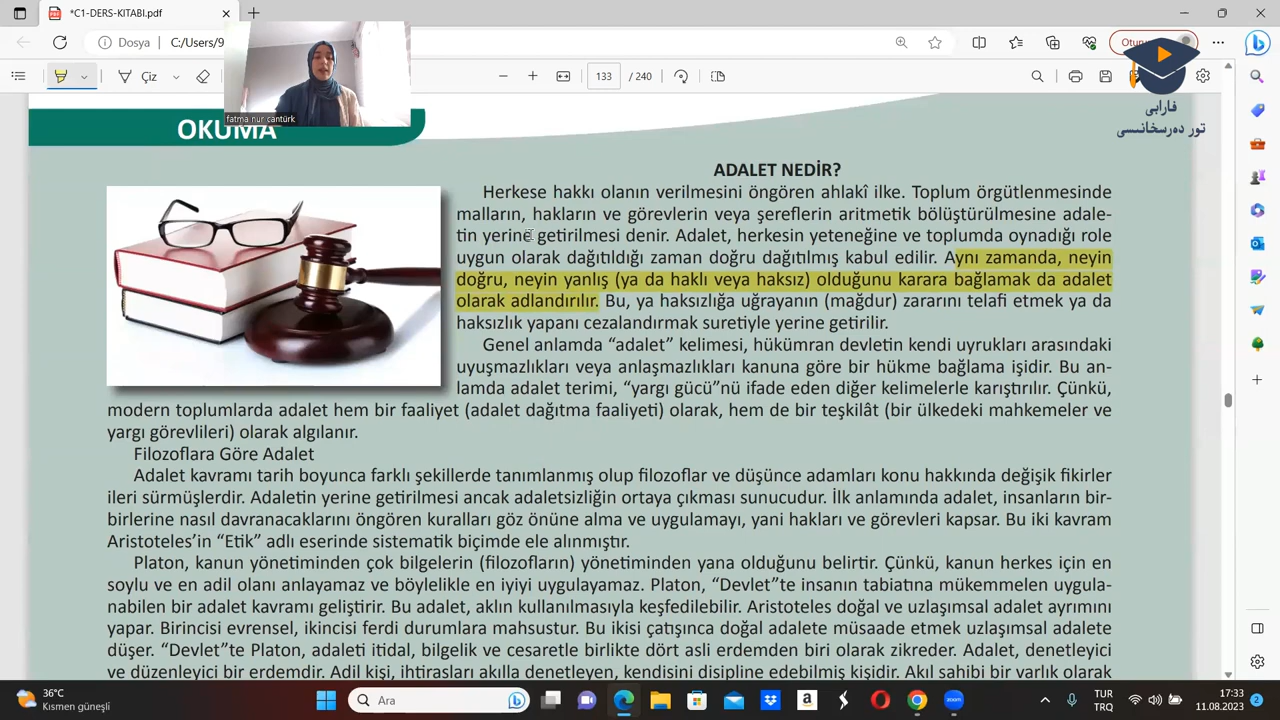 *C1-DERS-KITABI.pdf
Dosya
C:/Users/9
Çiz
133 / 240
fatma nur çantürk
فارابى
تور دەرسخانىسى
OKUMA
ADALET NEDİR?
Herkese hakkı olanın verilmesini öngören ahlakî ilke. Toplum örgütlenmesinde
malların, hakların ve görevlerin veya şereflerin aritmetik bölüştürülmesine adale-
tin yerine getirilmesi denir. Adalet, herkesin yeteneğine ve toplumda oynadığı role
uygun olarak dağıtıldığı zaman doğru dağıtılmış kabul edilir. Aynı zamanda, neyin
doğru, neyin yanlış (ya da haklı veya haksız) olduğunu karara bağlamak da adalet
olarak adlandırılır. Bu, ya haksızlığa uğrayanın (mağdur) zararını telafi etmek ya da
haksızlık yapanı cezalandırmak suretiyle yerine getirilir.
Genel anlamda “adalet” kelimesi, hükümran devletin kendi uyrukları arasındaki
uyuşmazlıkları veya anlaşmazlıkları kanuna göre bir hükme bağlama işidir. Bu an-
lamda adalet terimi, “yargı gücü”nü ifade eden diğer kelimelerle karıştırılır. Çünkü,
modern toplumlarda adalet hem bir faaliyet (adalet dağıtma faaliyeti) olarak, hem de bir teşkilât (bir ülkedeki mahkemeler ve
yargı görevlileri) olarak algılanır.
Filozoflara Göre Adalet
Adalet kavramı tarih boyunca farklı şekillerde tanımlanmış olup filozoflar ve düşünce adamları konu hakkında değişik fikirler
ileri sürmüşlerdir. Adaletin yerine getirilmesi ancak adaletsizliğin ortaya çıkması sunucudur. İlk anlamında adalet, insanların bir-
birlerine nasıl davranacaklarını öngören kuralları göz önüne alma ve uygulamayı, yani hakları ve görevleri kapsar. Bu iki kavram
Aristoteles’in “Etik” adlı eserinde sistematik biçimde ele alınmıştır.
Platon, kanun yönetiminden çok bilgelerin (filozofların) yönetiminden yana olduğunu belirtir. Çünkü, kanun herkes için en
soylu ve en adil olanı anlayamaz ve böylelikle en iyiyi uygulayamaz. Platon, “Devlet”te insanın tabiatına mükemmelen uygula-
nabilen bir adalet kavramı geliştirir. Bu adalet, aklın kullanılmasıyla keşfedilebilir. Aristoteles doğal ve uzlaşımsal adalet ayrımını
yapar. Birincisi evrensel, ikincisi ferdi durumlara mahsustur. Bu ikisi çatışınca doğal adalete müsaade etmek uzlaşımsal adalete
düşer. “Devlet”te Platon, adaleti itidal, bilgelik ve cesaretle birlikte dört asli erdemden biri olarak zikreder. Adalet, denetleyici
ve düzenleyici bir erdemdir. Adil kişi, ihtirasları akılla denetleyen, kendisini disipline edebilmiş kişidir. Akıl sahibi bir varlık olarak
36°C
Kısmen güneşli
Ara
zoom
TUR
TRQ
17:33
11.08.2023
2